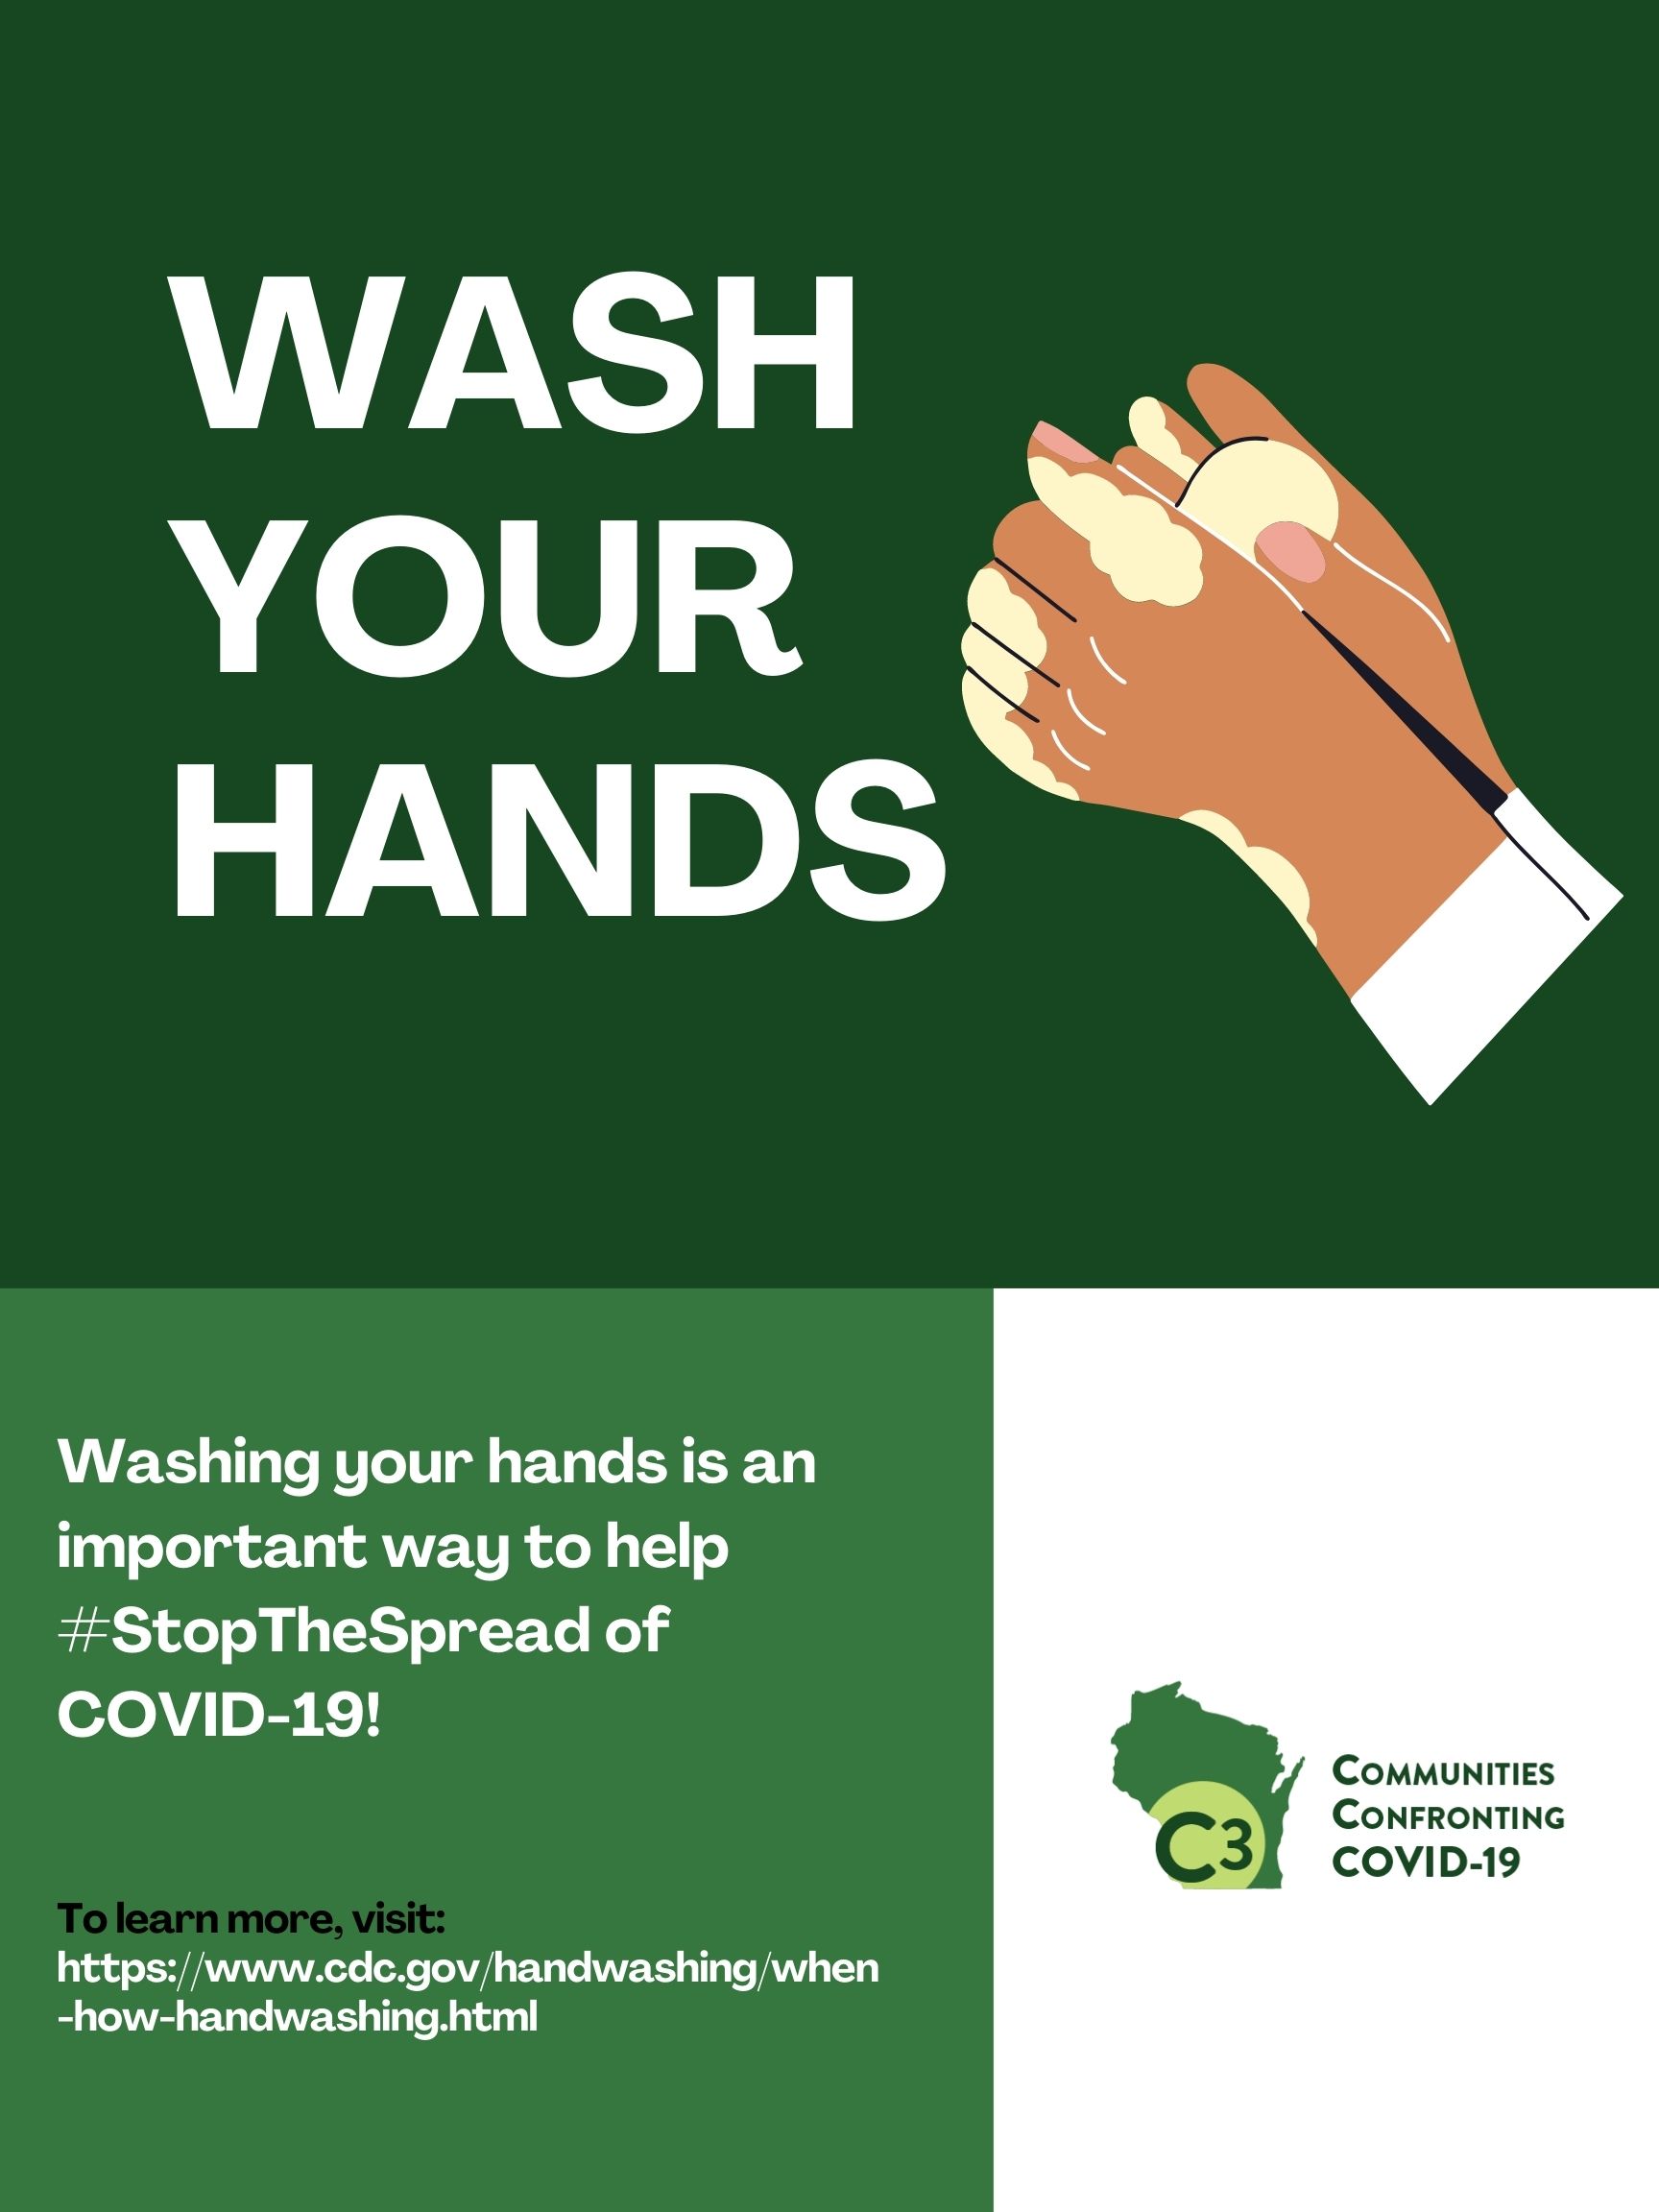 WASH
YOUR
HANDS
Washing your hands is an
important way to help
#StopTheSpread of
COVID-19!
To learn more, visit:
https://www.cdc.gov/handwashing/when
-how-handwashing.html
C3
COMMUNITIES
CONFRONTING
COVID-19